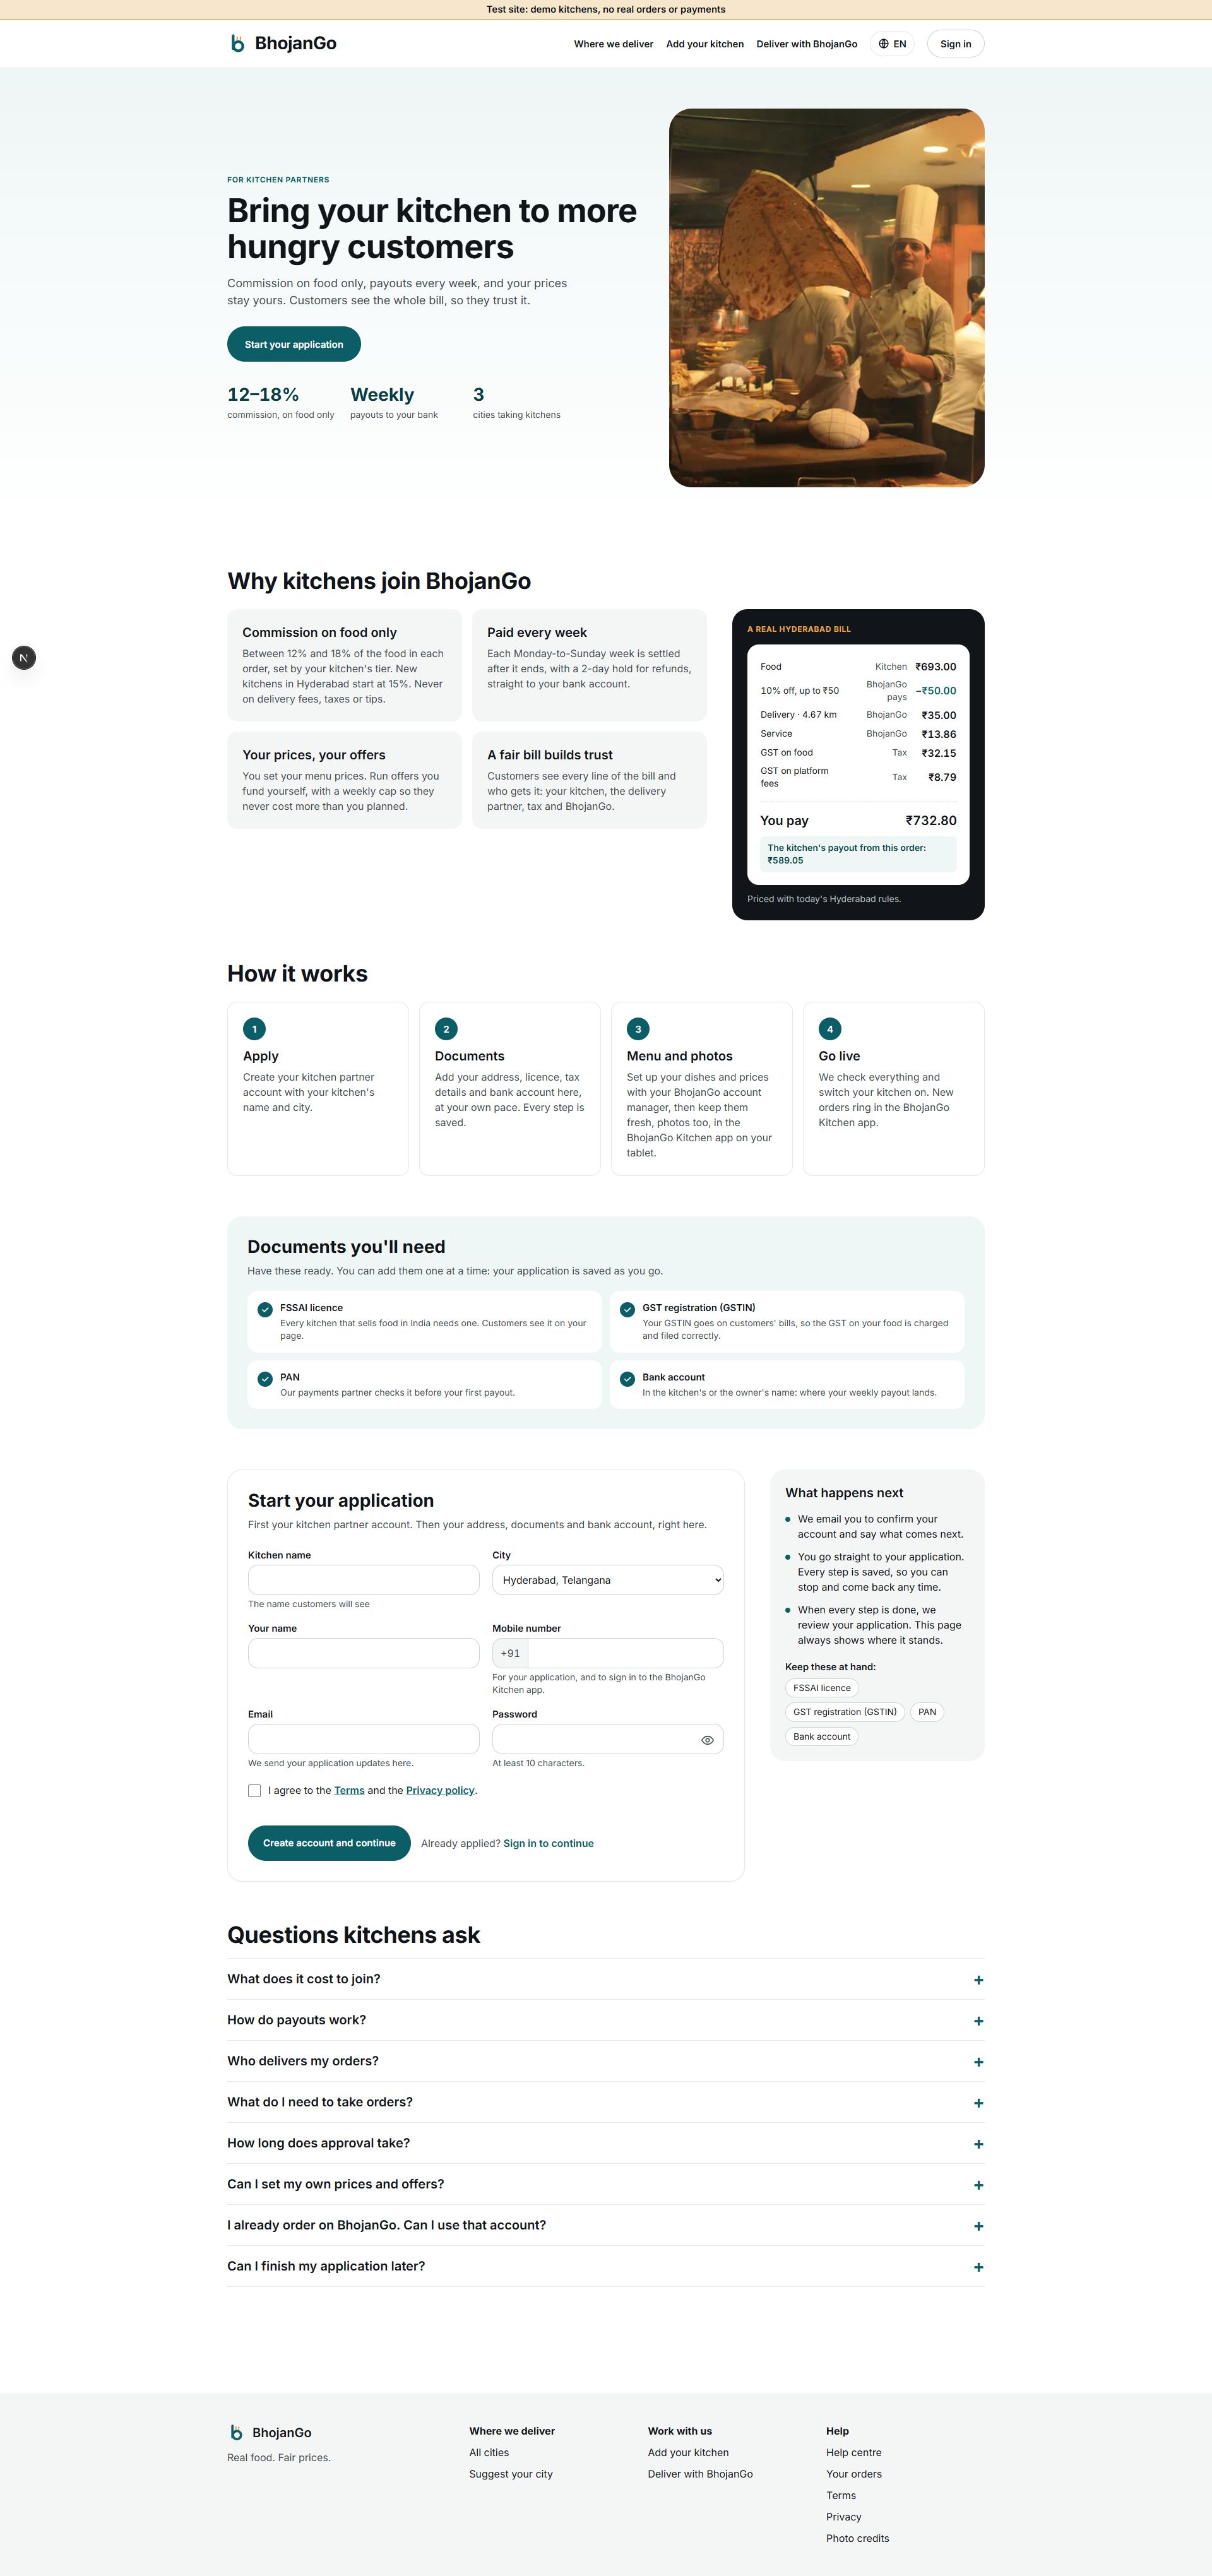 Test site: demo kitchens, no real orders or payments
BhojanGo
Where we deliver
Add your kitchen
Deliver with BhojanGo
EN
Sign in
FOR KITCHEN PARTNERS
Bring your kitchen to more
hungry customers
Commission on food only, payouts every week, and your prices
stay yours. Customers see the whole bill, so they trust it.
Start your application
12–18%
commission, on food only
Weekly
payouts to your bank
3
cities taking kitchens
Why kitchens join BhojanGo
Commission on food only
Between 12% and 18% of the food in each
order, set by your kitchen's tier. New
kitchens in Hyderabad start at 15%. Never
on delivery fees, taxes or tips.
Paid every week
Each Monday-to-Sunday week is settled
after it ends, with a 2-day hold for refunds,
straight to your bank account.
Your prices, your offers
You set your menu prices. Run offers you
fund yourself, with a weekly cap so they
never cost more than you planned.
A fair bill builds trust
Customers see every line of the bill and
who gets it: your kitchen, the delivery
partner, tax and BhojanGo.
A REAL HYDERABAD BILL
Food Kitchen ₹693.00
10% off, up to ₹50 BhojanGo pays −₹50.00
Delivery · 4.67 km BhojanGo ₹35.00
Service BhojanGo ₹13.86
GST on food Tax ₹32.15
GST on platform fees Tax ₹8.79
You pay ₹732.80
The kitchen's payout from this order:
₹589.05
Priced with today's Hyderabad rules.
N
How it works
1
Apply
Create your kitchen partner
account with your kitchen's
name and city.
2
Documents
Add your address, licence, tax
details and bank account here,
at your own pace. Every step is
saved.
3
Menu and photos
Set up your dishes and prices
with your BhojanGo account
manager, then keep them
fresh, photos too, in the
BhojanGo Kitchen app on your
tablet.
4
Go live
We check everything and
switch your kitchen on. New
orders ring in the BhojanGo
Kitchen app.
Documents you'll need
Have these ready. You can add them one at a time: your application is saved as you go.
FSSAI licence
Every kitchen that sells food in India needs one. Customers see it on your
page.
GST registration (GSTIN)
Your GSTIN goes on customers' bills, so the GST on your food is charged
and filed correctly.
PAN
Our payments partner checks it before your first payout.
Bank account
In the kitchen's or the owner's name: where your weekly payout lands.
Start your application
First your kitchen partner account. Then your address, documents and bank account, right here.
Kitchen name
The name customers will see
City
Hyderabad, Telangana
Your name
Mobile number
+91
For your application, and to sign in to the BhojanGo
Kitchen app.
Email
We send your application updates here.
Password
At least 10 characters.
I agree to the Terms and the Privacy policy.
Create account and continue
Already applied? Sign in to continue
What happens next
We email you to confirm your
account and say what comes next.
You go straight to your application.
Every step is saved, so you can
stop and come back any time.
When every step is done, we
review your application. This page
always shows where it stands.
Keep these at hand:
FSSAI licence
GST registration (GSTIN)
PAN
Bank account
Questions kitchens ask
What does it cost to join? +
How do payouts work? +
Who delivers my orders? +
What do I need to take orders? +
How long does approval take? +
Can I set my own prices and offers? +
I already order on BhojanGo. Can I use that account? +
Can I finish my application later? +
BhojanGo
Real food. Fair prices.
Where we deliver
All cities
Suggest your city
Work with us
Add your kitchen
Deliver with BhojanGo
Help
Help centre
Your orders
Terms
Privacy
Photo credits